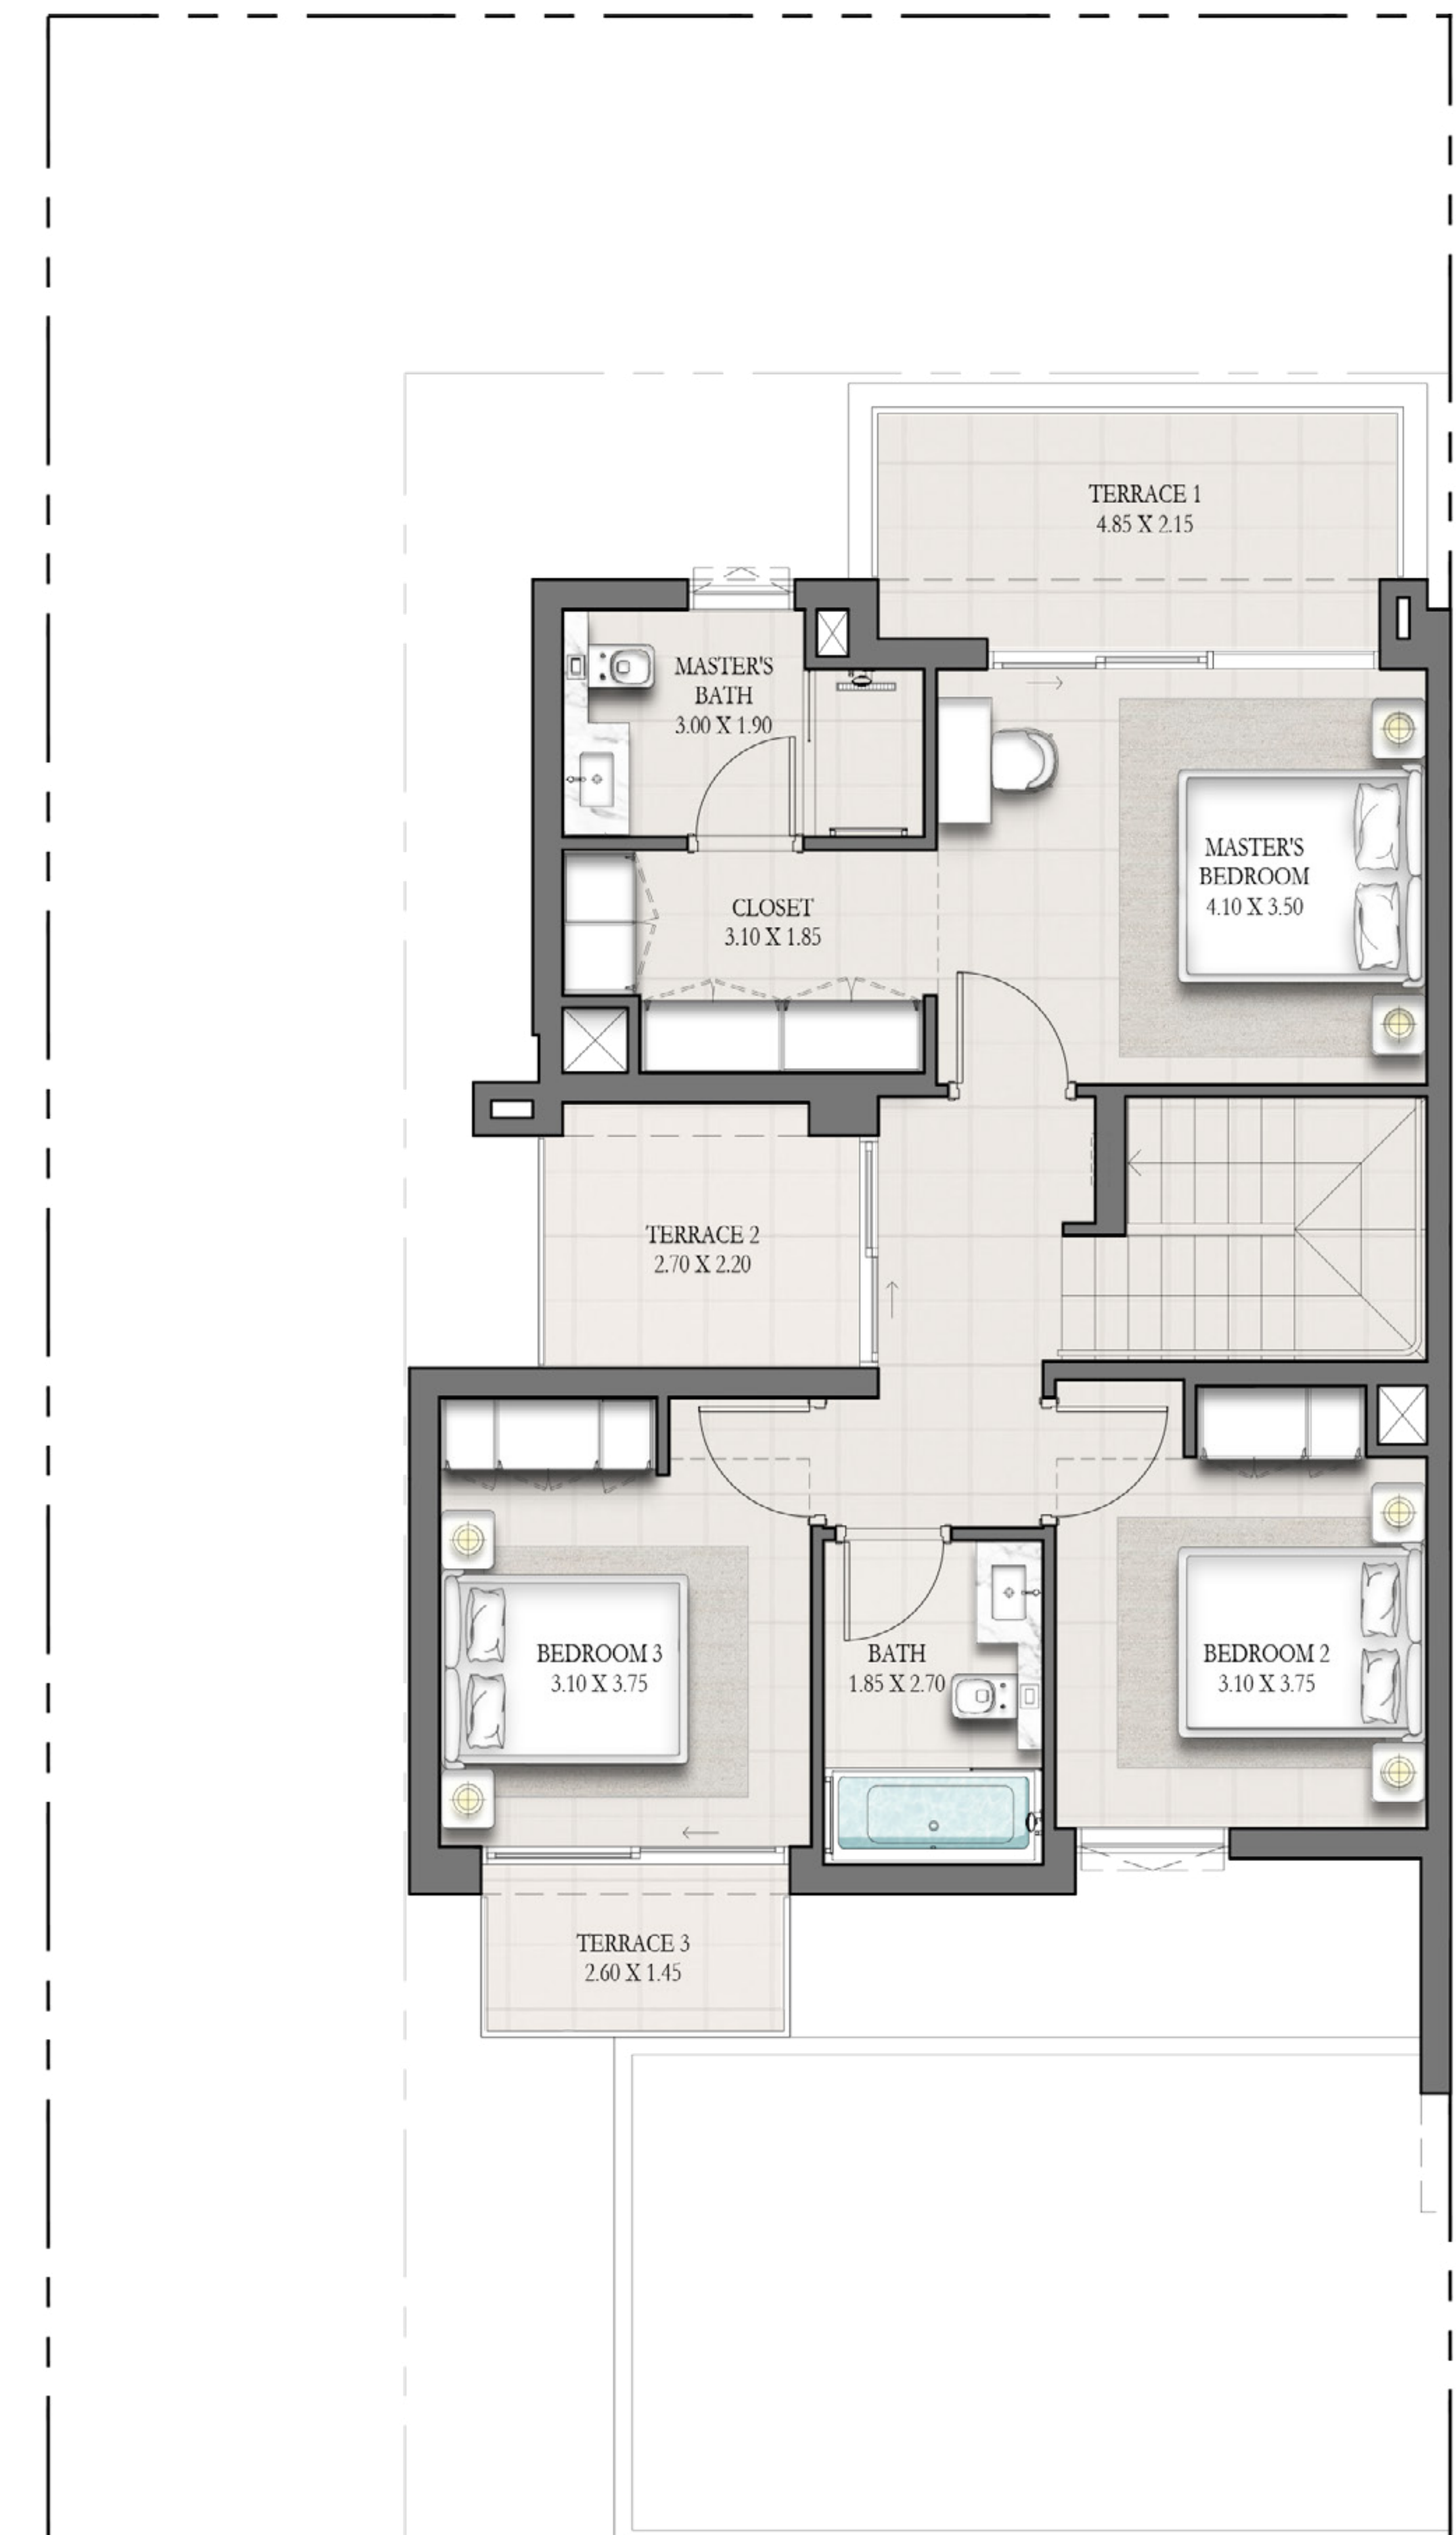 TERRACE 1
4.85 X 2.15
MASTER'S
BATH
3.00 X 1.90
MASTER'S
BEDROOM
4.10 X 3.50
CLOSET
3.10 X 1.85
TERRACE 2
2.70 X 2.20
BEDROOM 3
3.10 X 3.75
BATH
1.85 X 2.70
BEDROOM 2
3.10 X 3.75
TERRACE 3
2.60 X 1.45